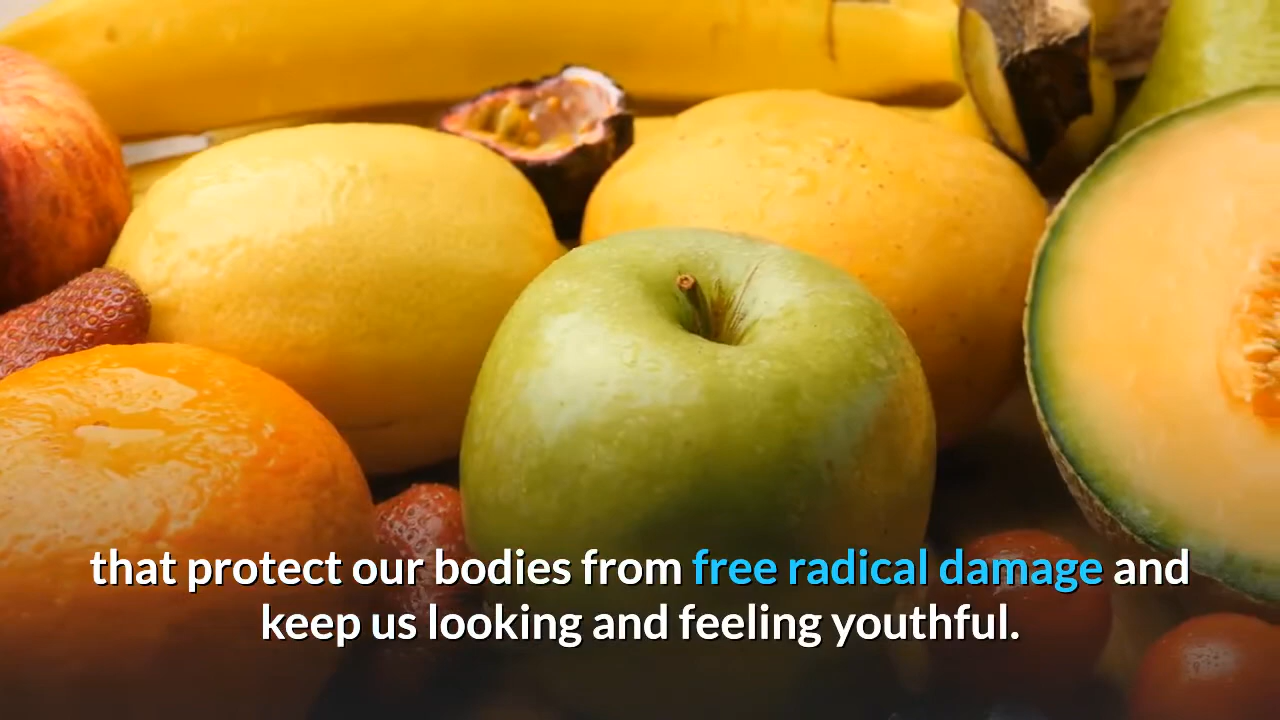 that protect our bodies from free radical damage and
keep us looking and feeling youthful.